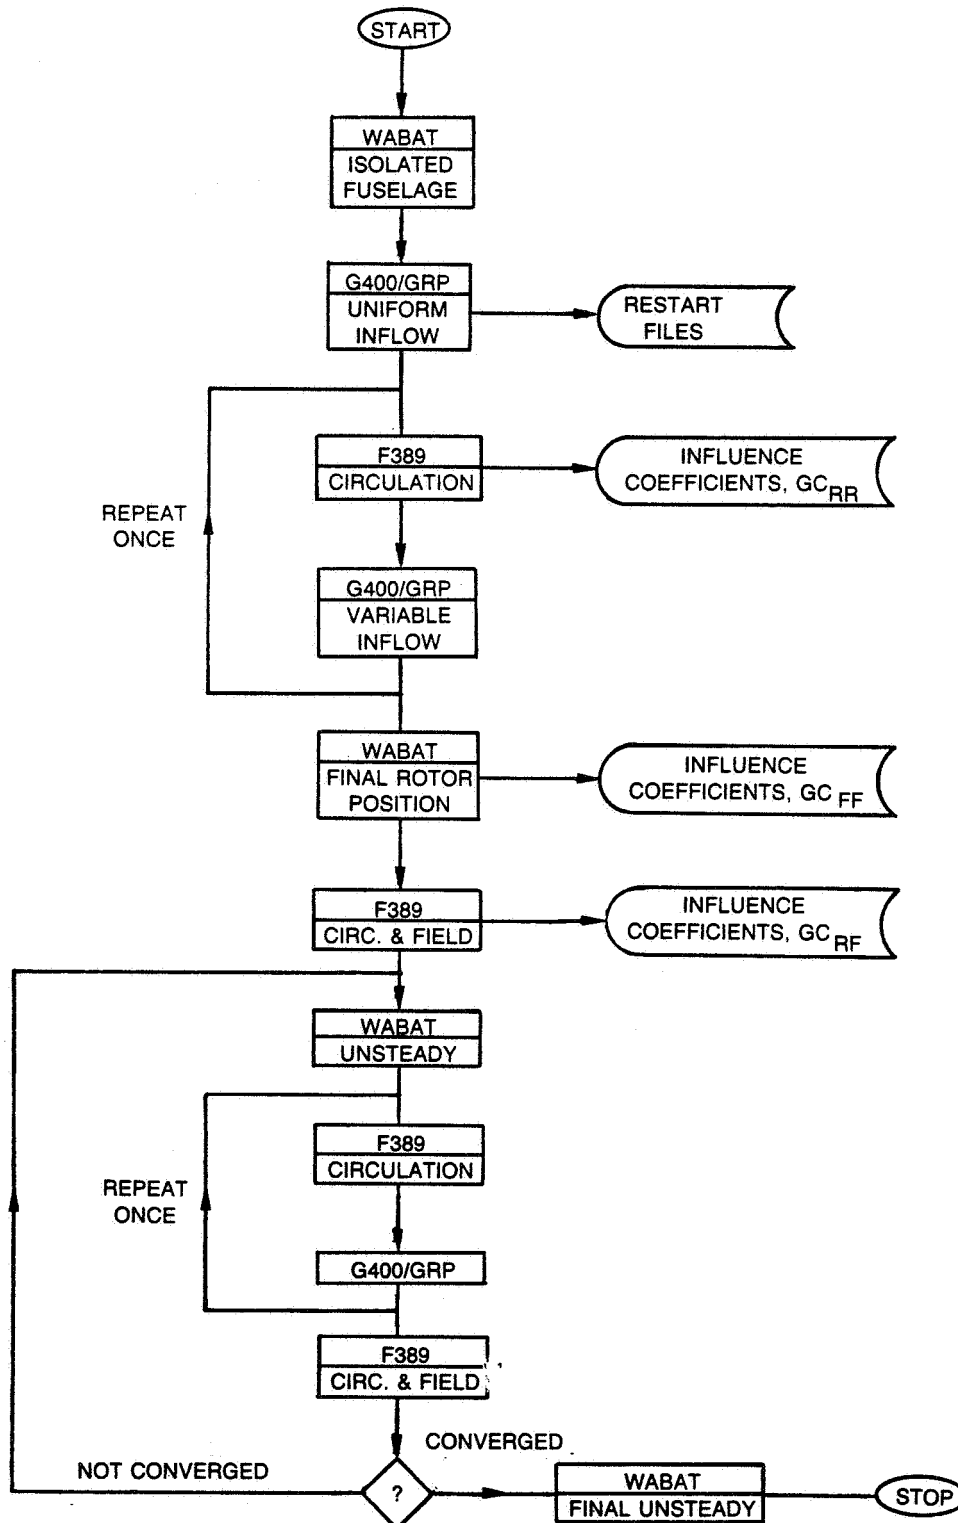 START
WABAT
ISOLATED
FUSELAGE
G400/GRP
UNIFORM
INFLOW
RESTART
FILES
F389
CIRCULATION
INFLUENCE
COEFFICIENTS, GC RR
REPEAT
ONCE
G400/GRP
VARIABLE
INFLOW
WABAT
FINAL ROTOR
POSITION
INFLUENCE
COEFFICIENTS, GC FF
F389
CIRC. & FIELD
INFLUENCE
COEFFICIENTS, GC RF
WABAT
UNSTEADY
F389
CIRCULATION
REPEAT
ONCE
G400/GRP
F389
CIRC. & FIELD
CONVERGED
NOT CONVERGED
?
WABAT
FINAL UNSTEADY
STOP